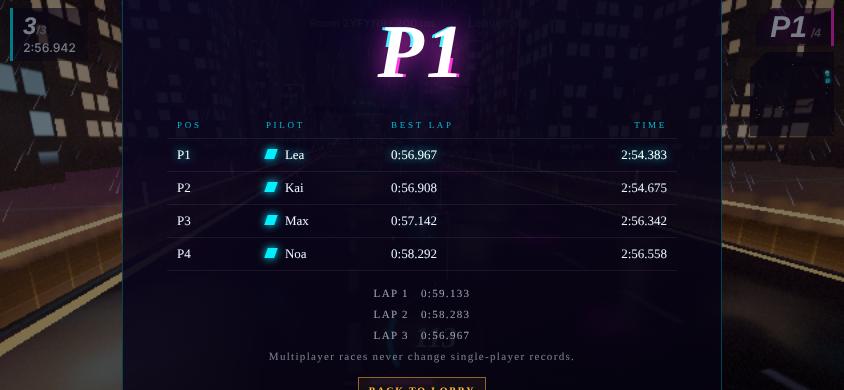 3/3
2:56.942
P1
P1 /4
POS PILOT BEST LAP TIME
P1 Lea 0:56.967 2:54.383
P2 Kai 0:56.908 2:54.675
P3 Max 0:57.142 2:56.342
P4 Noa 0:58.292 2:56.558
LAP 1 0:59.133
LAP 2 0:58.283
LAP 3 0:56.967
Multiplayer races never change single-player records.
BACK TO LOBBY